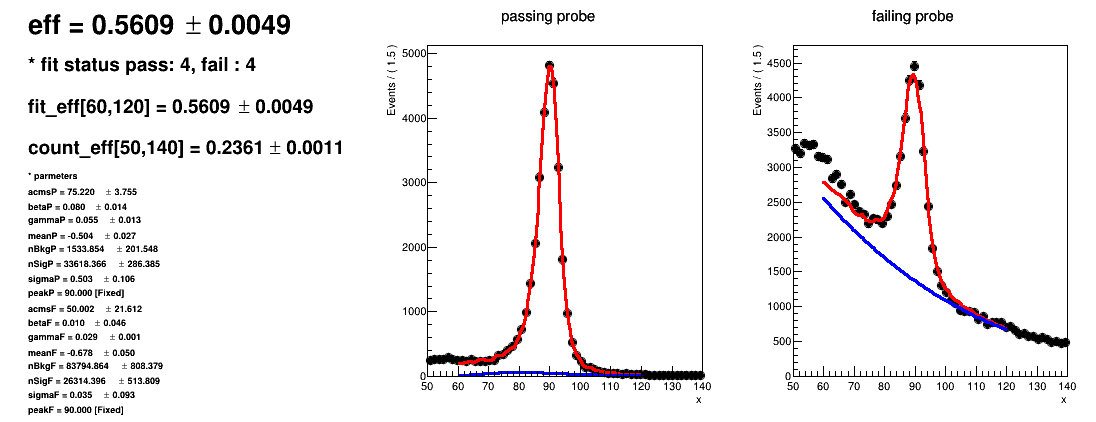 eff = 0.5609 ± 0.0049
* fit status pass: 4, fail : 4
fit_eff[60,120] = 0.5609 ± 0.0049
count_eff[50,140] = 0.2361 ± 0.0011
* parmeters
acmsP = 75.220 ± 3.755
betaP = 0.080 ± 0.014
gammaP = 0.055 ± 0.013
meanP = -0.504 ± 0.027
nBkgP = 1533.854 ± 201.548
nSigP = 33618.366 ± 286.385
sigmaP = 0.503 ± 0.106
peakP = 90.000 [Fixed]
acmsF = 50.002 ± 21.612
betaF = 0.010 ± 0.046
gammaF = 0.029 ± 0.001
meanF = -0.678 ± 0.050
nBkgF = 83794.864 ± 808.379
nSigF = 26314.396 ± 513.809
sigmaF = 0.035 ± 0.093
peakF = 90.000 [Fixed]
passing probe
Events / ( 1.5 )
5000
4000
3000
2000
1000
0
50 60 70 80 90 100 110 120 130 140
x
failing probe
Events / ( 1.5 )
4500
4000
3500
3000
2500
2000
1500
1000
500
0
50 60 70 80 90 100 110 120 130 140
x